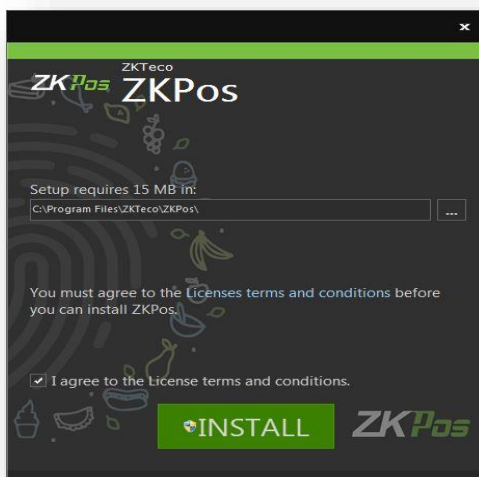 ×
ZKPos
ZKTeco
ZKPos
Setup requires 15 MB in:
C:\Program Files\ZKTeco\ZKPos\
...
You must agree to the Licenses terms and conditions before
you can install ZKPos.
I agree to the License terms and conditions.
INSTALL
ZKPos